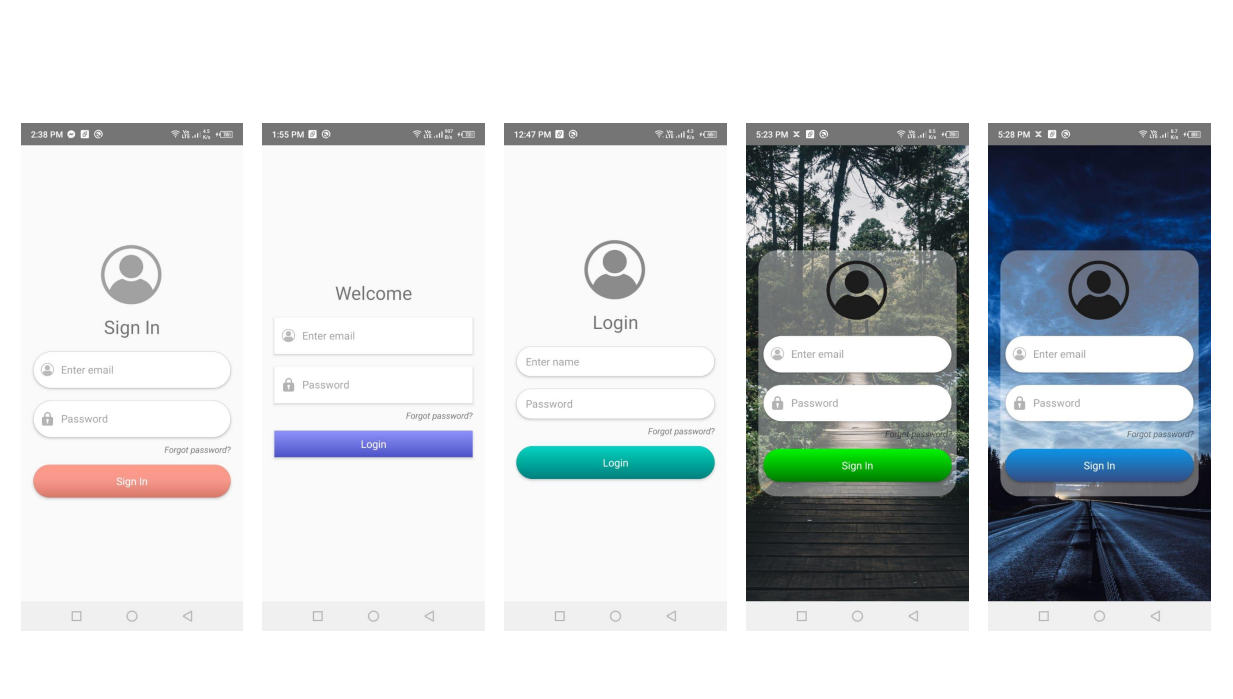 2:38 PM
Sign In
Enter email
Password
Forgot password?
Sign In
1:55 PM
Welcome
Enter email
Password
Forgot password?
Login
12:47 PM
Login
Enter name
Password
Forgot password?
Login
5:23 PM
Enter email
Password
Forgot password?
Sign In
5:28 PM
Enter email
Password
Forgot password?
Sign In